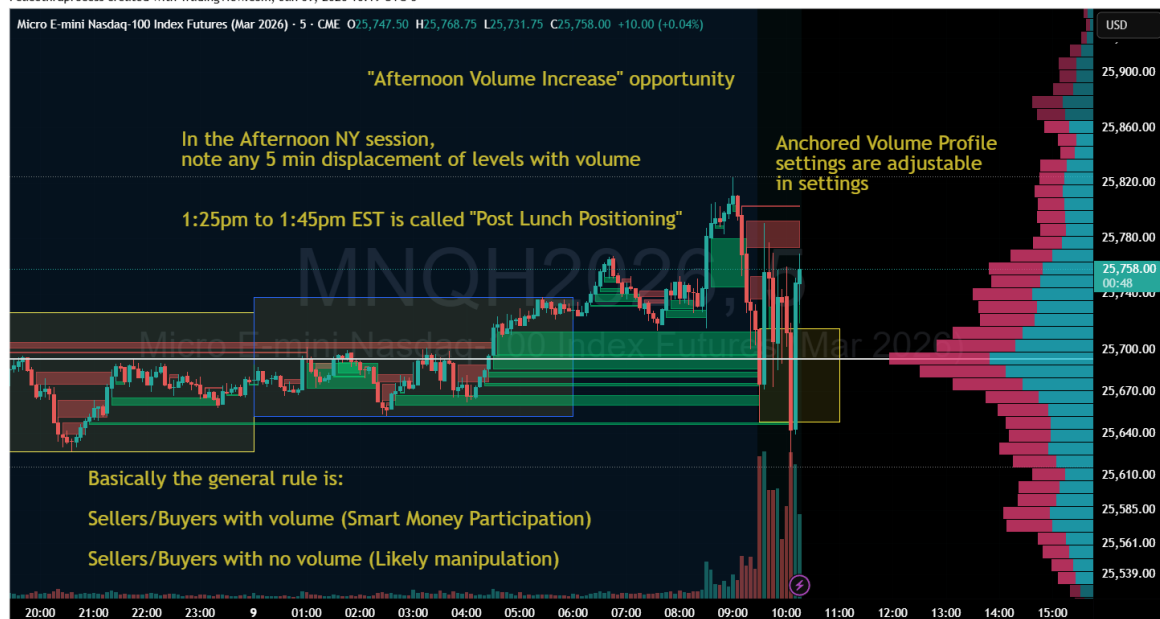 Micro E-mini Nasdaq-100 Index Futures (Mar 2026) · 5 · CME O25,747.50 H25,768.75 L25,731.75 C25,758.00 +10.00 (+0.04%)
USD
"Afternoon Volume Increase" opportunity
In the Afternoon NY session,
note any 5 min displacement of levels with volume
1:25pm to 1:45pm EST is called "Post Lunch Positioning"
Anchored Volume Profile
settings are adjustable
in settings
MNQH2026, 5
Micro E-mini Nasdaq-100 Index Futures (Mar 2026)
25,900.00
25,860.00
25,820.00
25,780.00
25,758.00
00:48
25,740.00
25,700.00
25,670.00
25,640.00
25,610.00
25,585.00
25,561.00
25,539.00
Basically the general rule is:
Sellers/Buyers with volume (Smart Money Participation)
Sellers/Buyers with no volume (Likely manipulation)
20:00 21:00 22:00 23:00 9 01:00 02:00 03:00 04:00 05:00 06:00 07:00 08:00 09:00 10:00 11:00 12:00 13:00 14:00 15:00